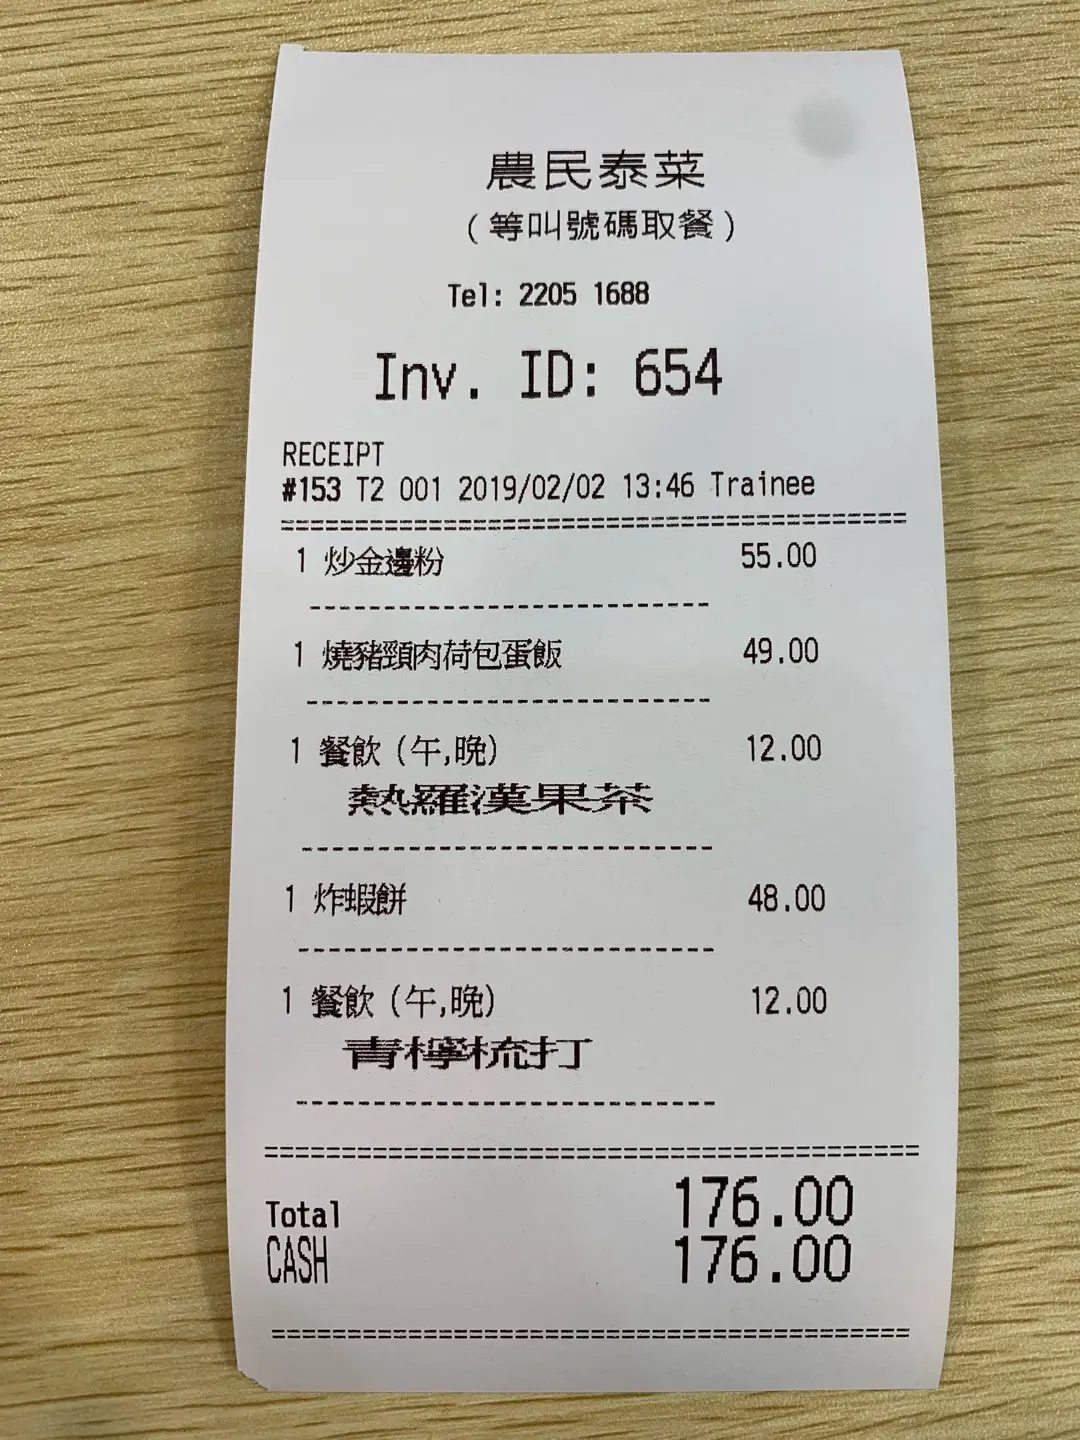 農民泰菜
(等叫號碼取餐)
Tel: 2205 1688
Inv. ID: 654
RECEIPT
#153 T2 001 2019/02/02 13:46 Trainee
1 炒金邊粉 55.00
1 燒豬頸肉荷包蛋飯 49.00
1 餐飲 (午,晚) 12.00
熱羅漢果茶
1 炸蝦餅 48.00
1 餐飲 (午,晚) 12.00
青檸梳打
Total 176.00
CASH 176.00